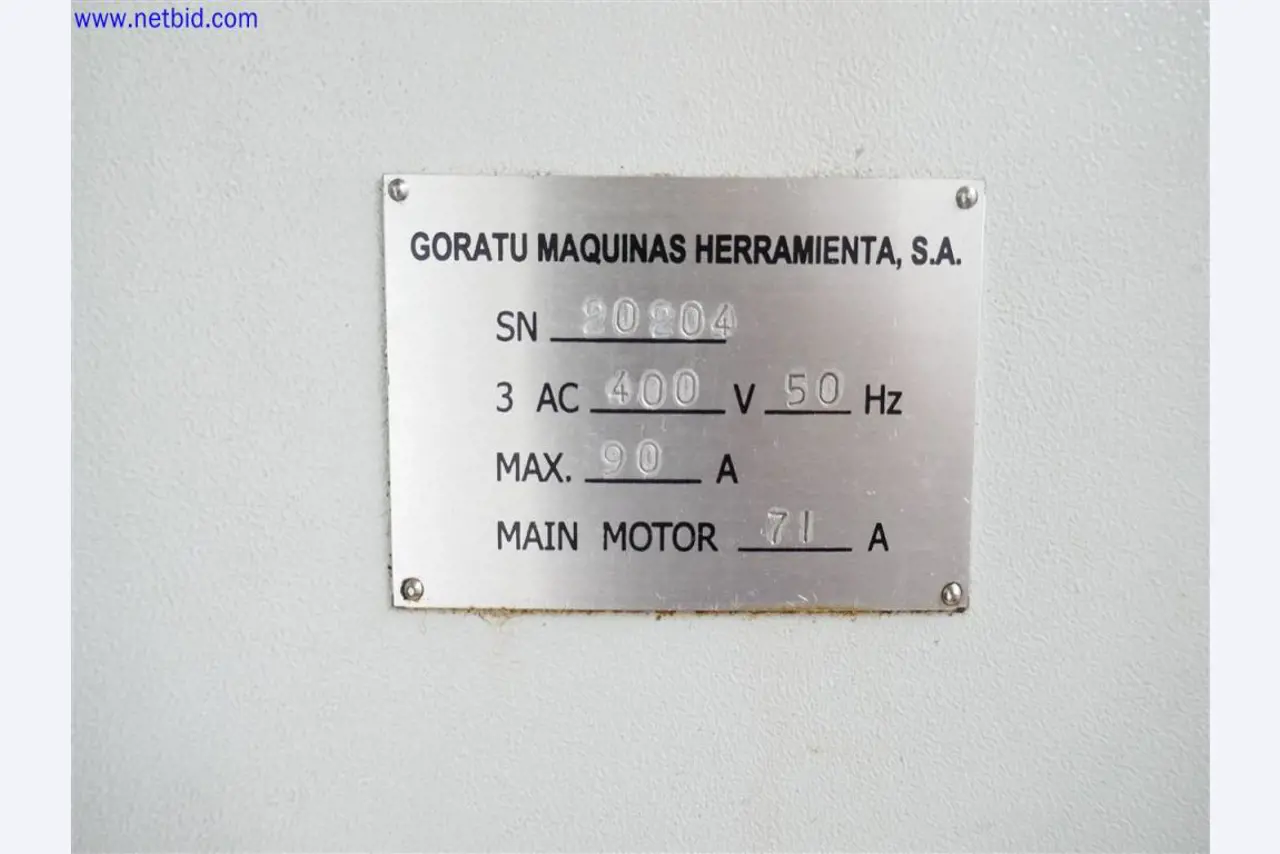 www.netbid.com
GORATU MAQUINAS HERRAMIENTA, S.A.
SN 20204
3 AC 400 V 50 Hz
MAX. 90 A
MAIN MOTOR 71 A